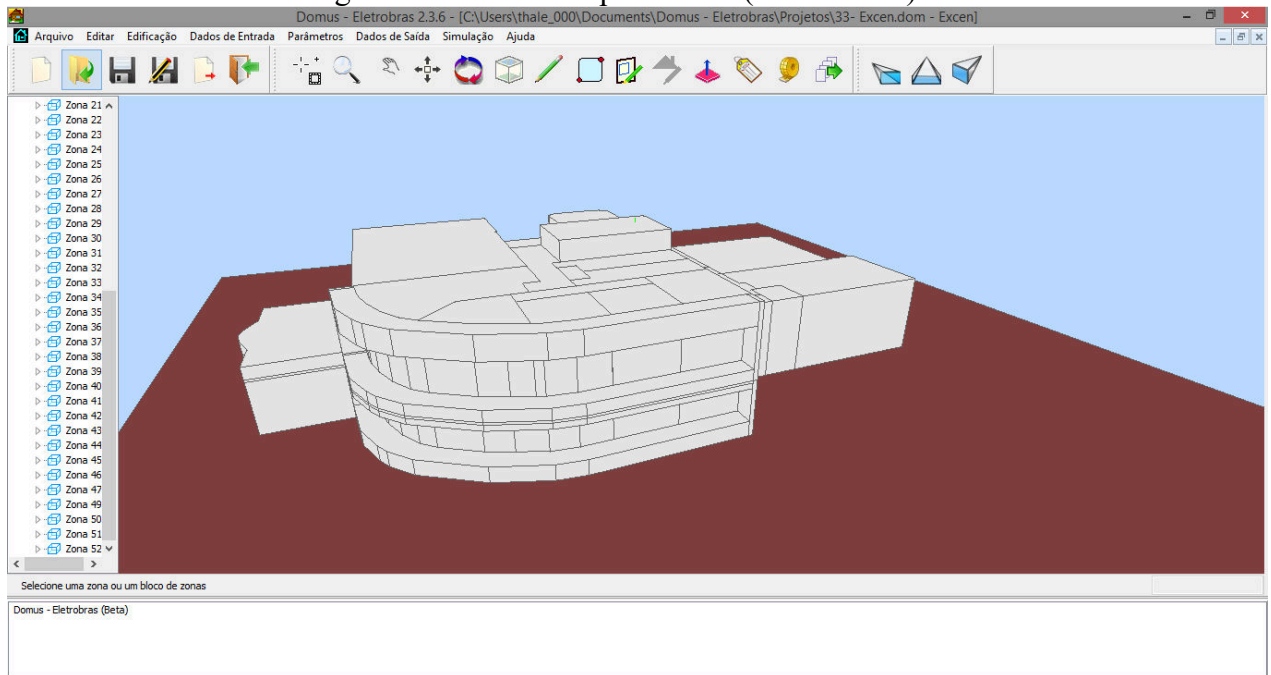 Domus - Eletrobras 2.3.6 - [C:\Users\thale_000\Documents\Domus - Eletrobras\Projetos\33- Excen.dom - Excen]
Arquivo Editar Edificação Dados de Entrada Parâmetros Dados de Saída Simulação Ajuda
Zona 21
Zona 22
Zona 23
Zona 24
Zona 25
Zona 26
Zona 27
Zona 28
Zona 29
Zona 30
Zona 31
Zona 32
Zona 33
Zona 34
Zona 35
Zona 36
Zona 37
Zona 38
Zona 39
Zona 40
Zona 41
Zona 42
Zona 43
Zona 44
Zona 45
Zona 46
Zona 47
Zona 49
Zona 50
Zona 51
Zona 52
Selecione uma zona ou um bloco de zonas
Domus - Eletrobras (Beta)